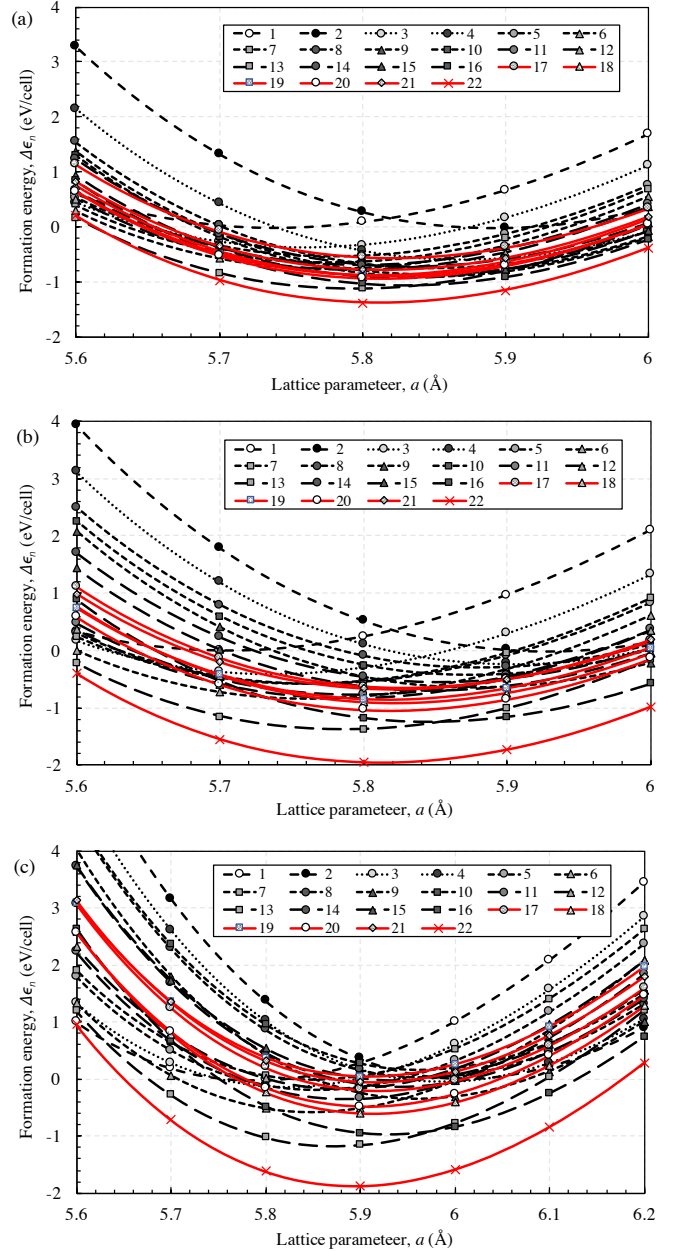 (a)
4
3
2
1
0
-1
-2
Formation energy, Δϵn (eV/cell)
1 2 3 4 5 6
7 8 9 10 11 12
13 14 15 16 17 18
19 20 21 22
5.6 5.7 5.8 5.9 6
Lattice parameteer, a (Å)
(b)
4
3
2
1
0
-1
-2
Formation energy, Δϵn (eV/cell)
1 2 3 4 5 6
7 8 9 10 11 12
13 14 15 16 17 18
19 20 21 22
5.6 5.7 5.8 5.9 6
Lattice parameteer, a (Å)
(c)
4
3
2
1
0
-1
-2
Formation energy, Δϵn (eV/cell)
1 2 3 4 5 6
7 8 9 10 11 12
13 14 15 16 17 18
19 20 21 22
5.6 5.7 5.8 5.9 6 6.1 6.2
Lattice parameteer, a (Å)